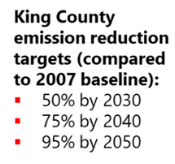 King County
emission reduction
targets (compared
to 2007 baseline):
▪ 50% by 2030
▪ 75% by 2040
▪ 95% by 2050